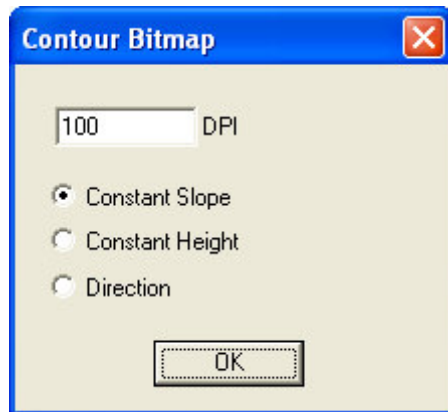 Contour Bitmap
100 DPI
Constant Slope
Constant Height
Direction
OK